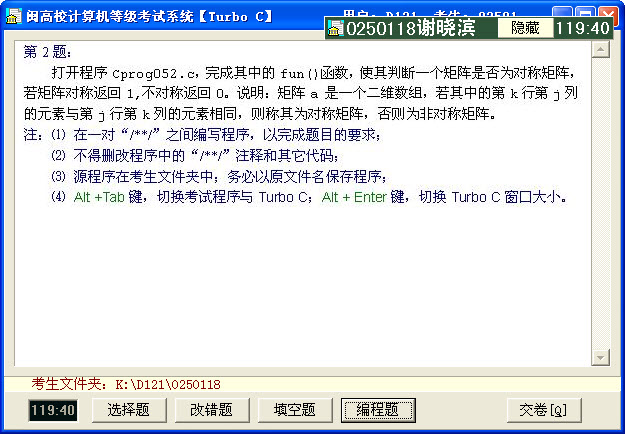 闽高校计算机等级考试系统【Turbo C】
0250118谢晓滨 隐藏 119:40
第 2 题：
打开程序 Cprog052.c，完成其中的 fun()函数，使其判断一个矩阵是否为对称矩阵，
若矩阵对称返回 1,不对称返回 0。说明：矩阵 a 是一个二维数组，若其中的第 k 行第 j 列
的元素与第 j 行第 k 列的元素相同，则称其为对称矩阵，否则为非对称矩阵。
注：⑴ 在一对“/**/”之间编写程序，以完成题目的要求；
⑵ 不得删改程序中的“/**/”注释和其它代码；
⑶ 源程序在考生文件夹中；务必以原文件名保存程序；
⑷ Alt +Tab 键，切换考试程序与 Turbo C；Alt + Enter 键，切换 Turbo C 窗口大小。
考生文件夹：K:\D121\0250118
119:40 选择题 改错题 填空题 编程题 交卷[Q]